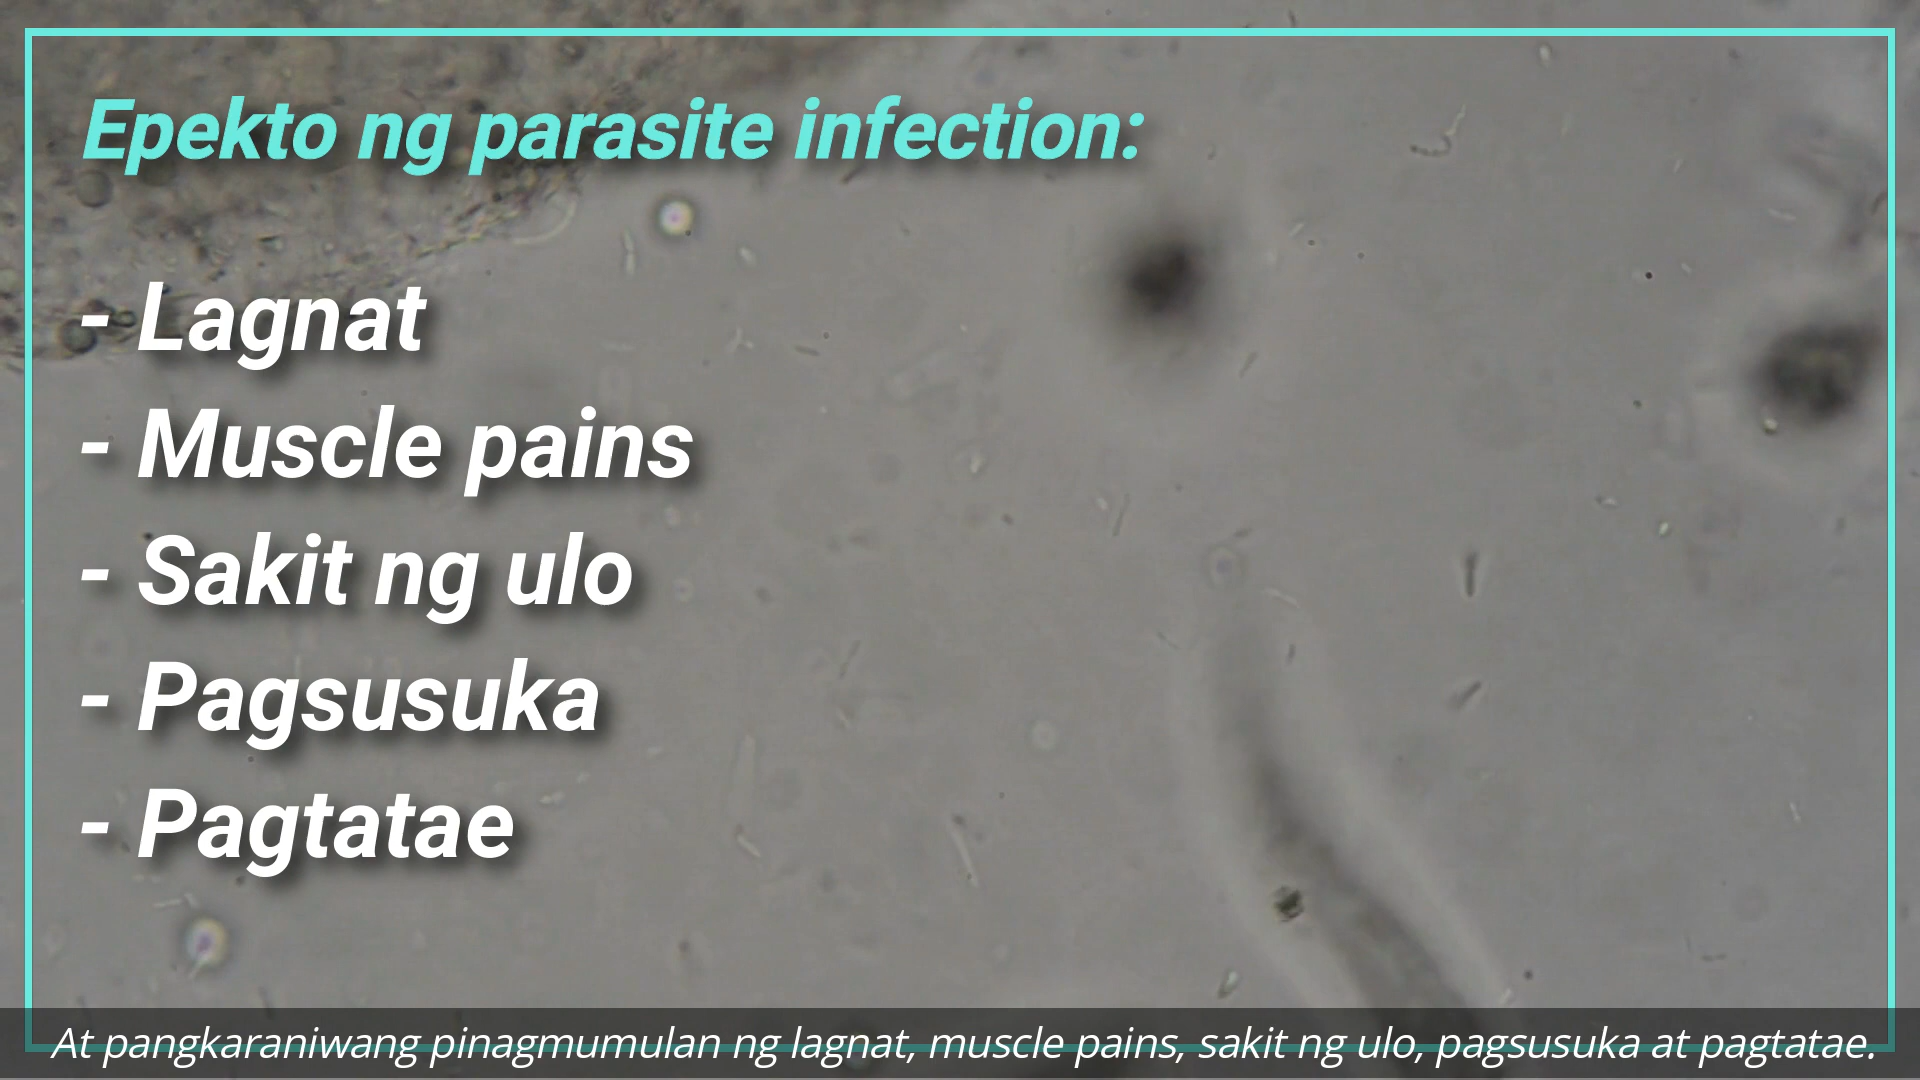 Epekto ng parasite infection:
- Lagnat
- Muscle pains
- Sakit ng ulo
- Pagsusuka
- Pagtatae
At pangkaraniwang pinagmumulan ng lagnat, muscle pains, sakit ng ulo, pagsusuka at pagtatae.